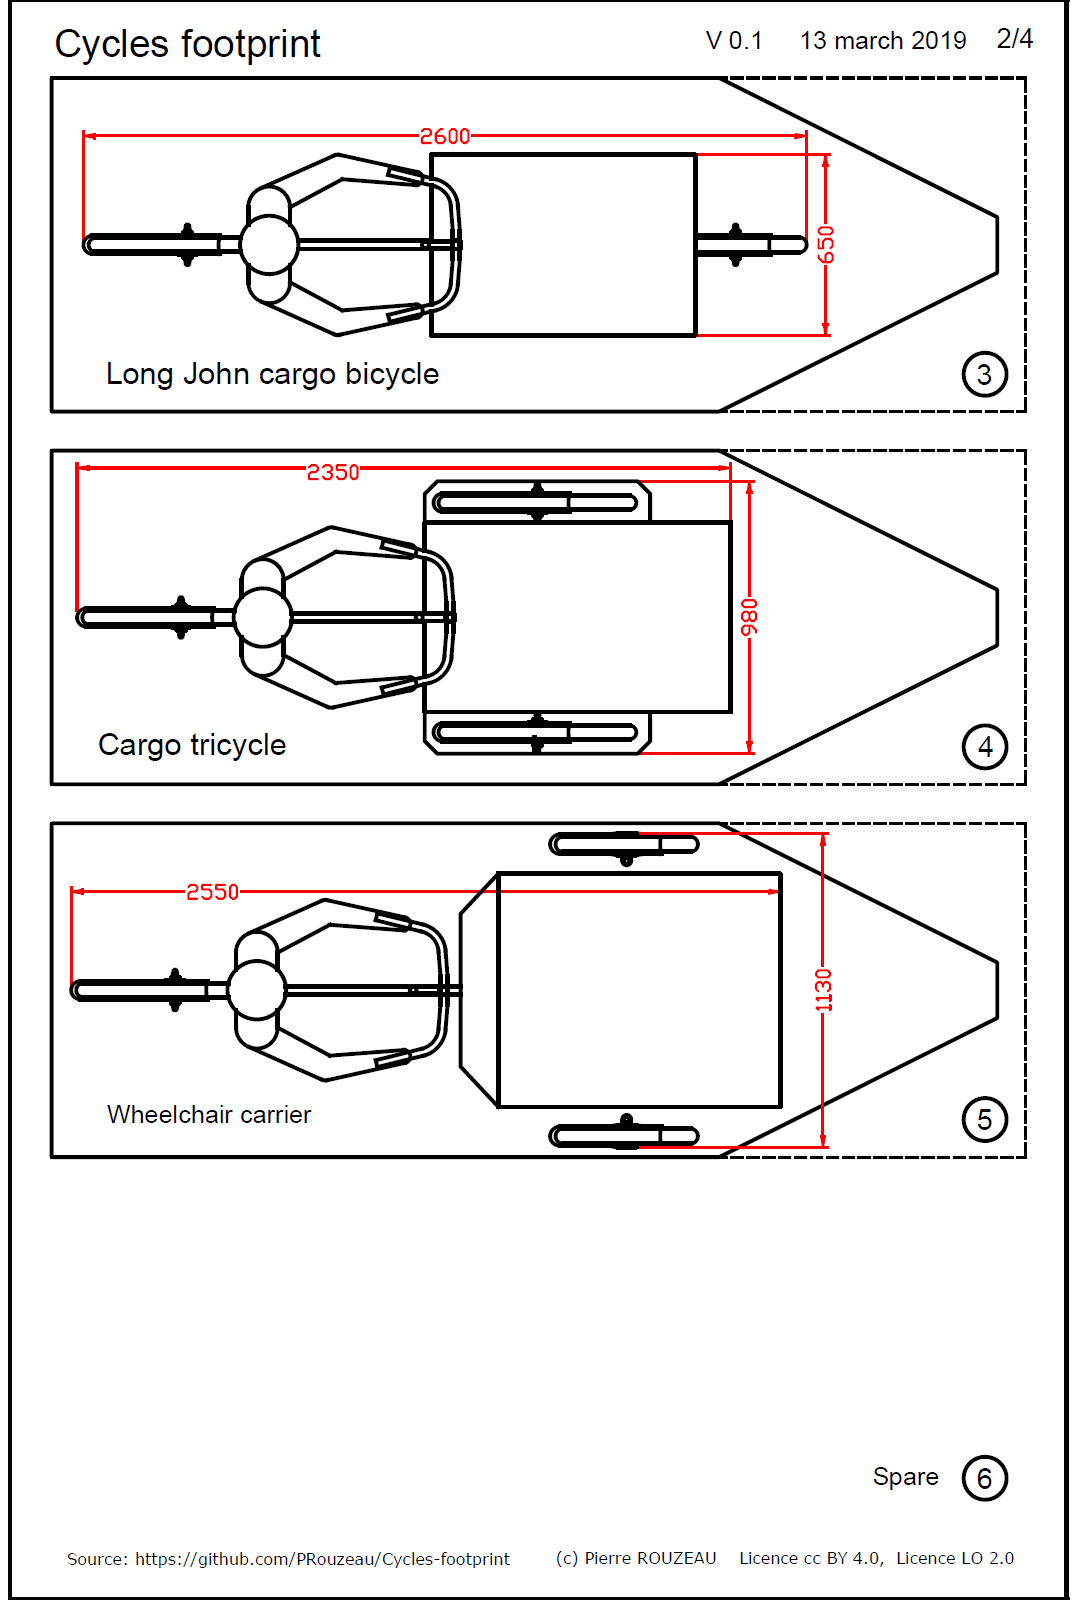 Cycles footprint V 0.1 13 march 2019 2/4
2600
650
Long John cargo bicycle 3
2350
980
Cargo tricycle 4
2550
1130
Wheelchair carrier 5
Spare 6
Source: https://github.com/PRouzeau/Cycles-footprint (c) Pierre ROUZEAU Licence cc BY 4.0, Licence LO 2.0